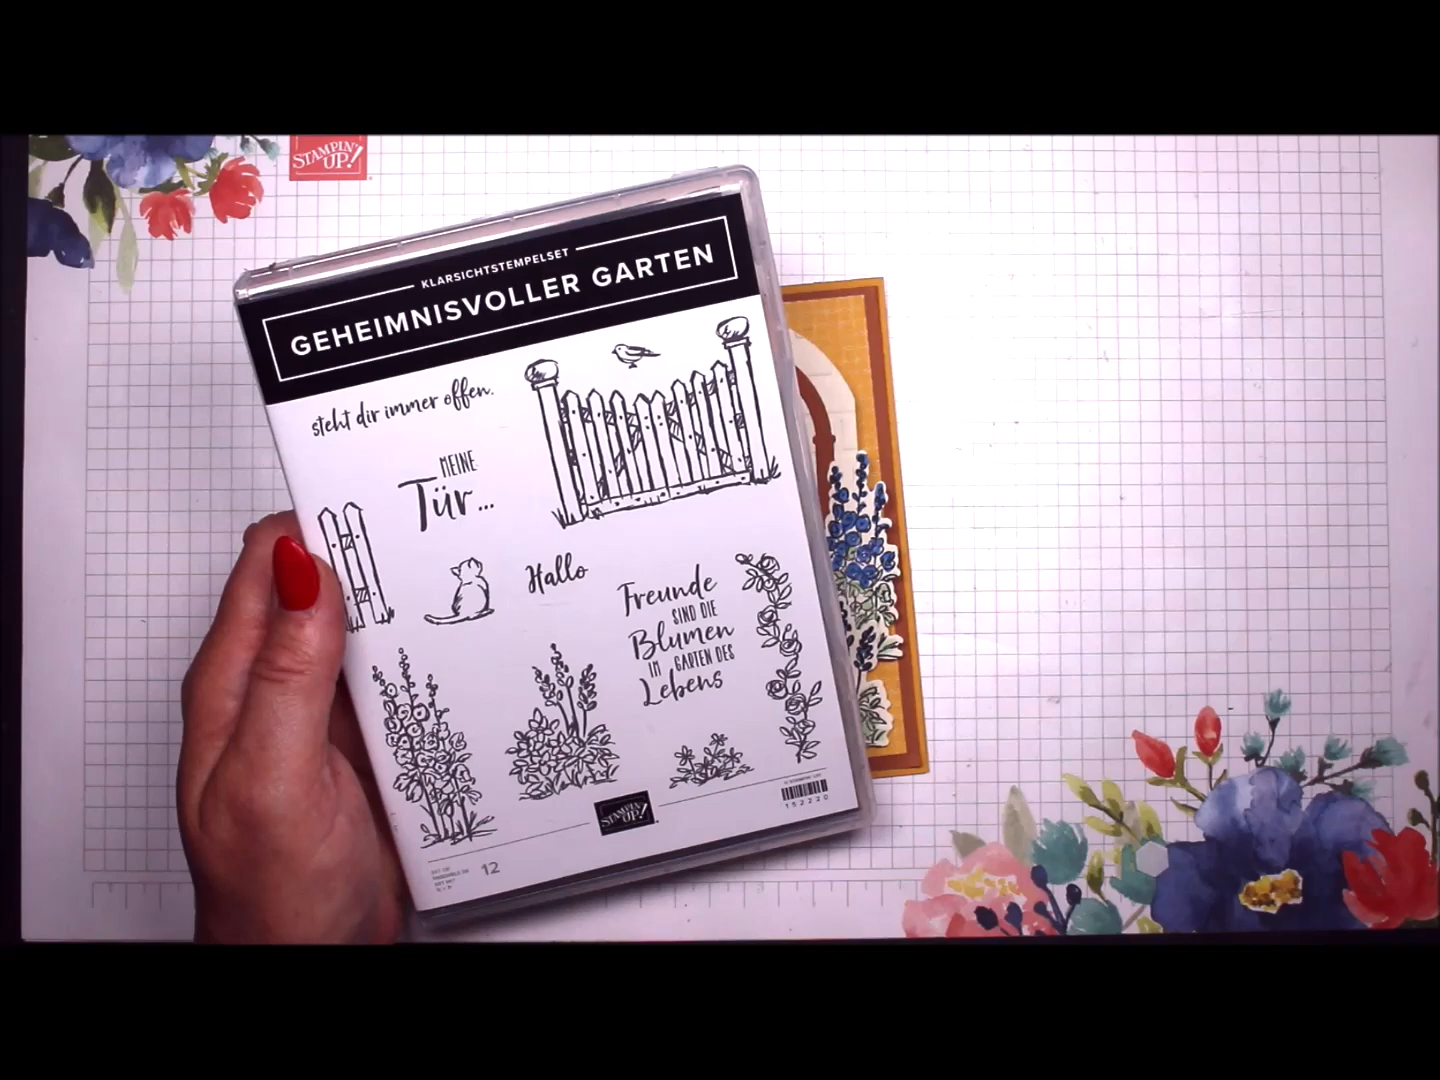 STAMPIN' UP!
KLARSICHTSTEMPELSET
GEHEIMNISVOLLER GARTEN
steht dir immer offen.
MEINE
Tür...
Hallo
Freunde
SIND DIE
Blumen
IM GARTEN DES
Lebens
STAMPIN' UP!
152220
12